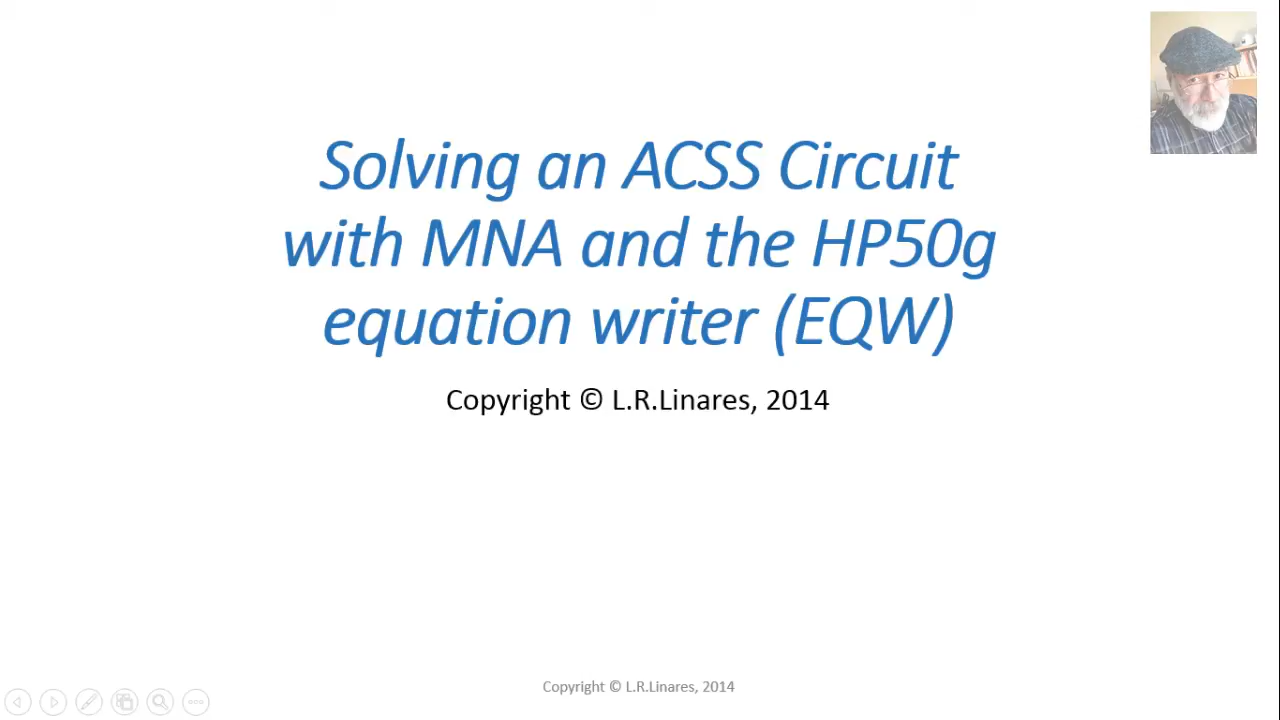 Solving an ACSS Circuit
with MNA and the HP50g
equation writer (EQW)
Copyright © L.R.Linares, 2014
Copyright © L.R.Linares, 2014